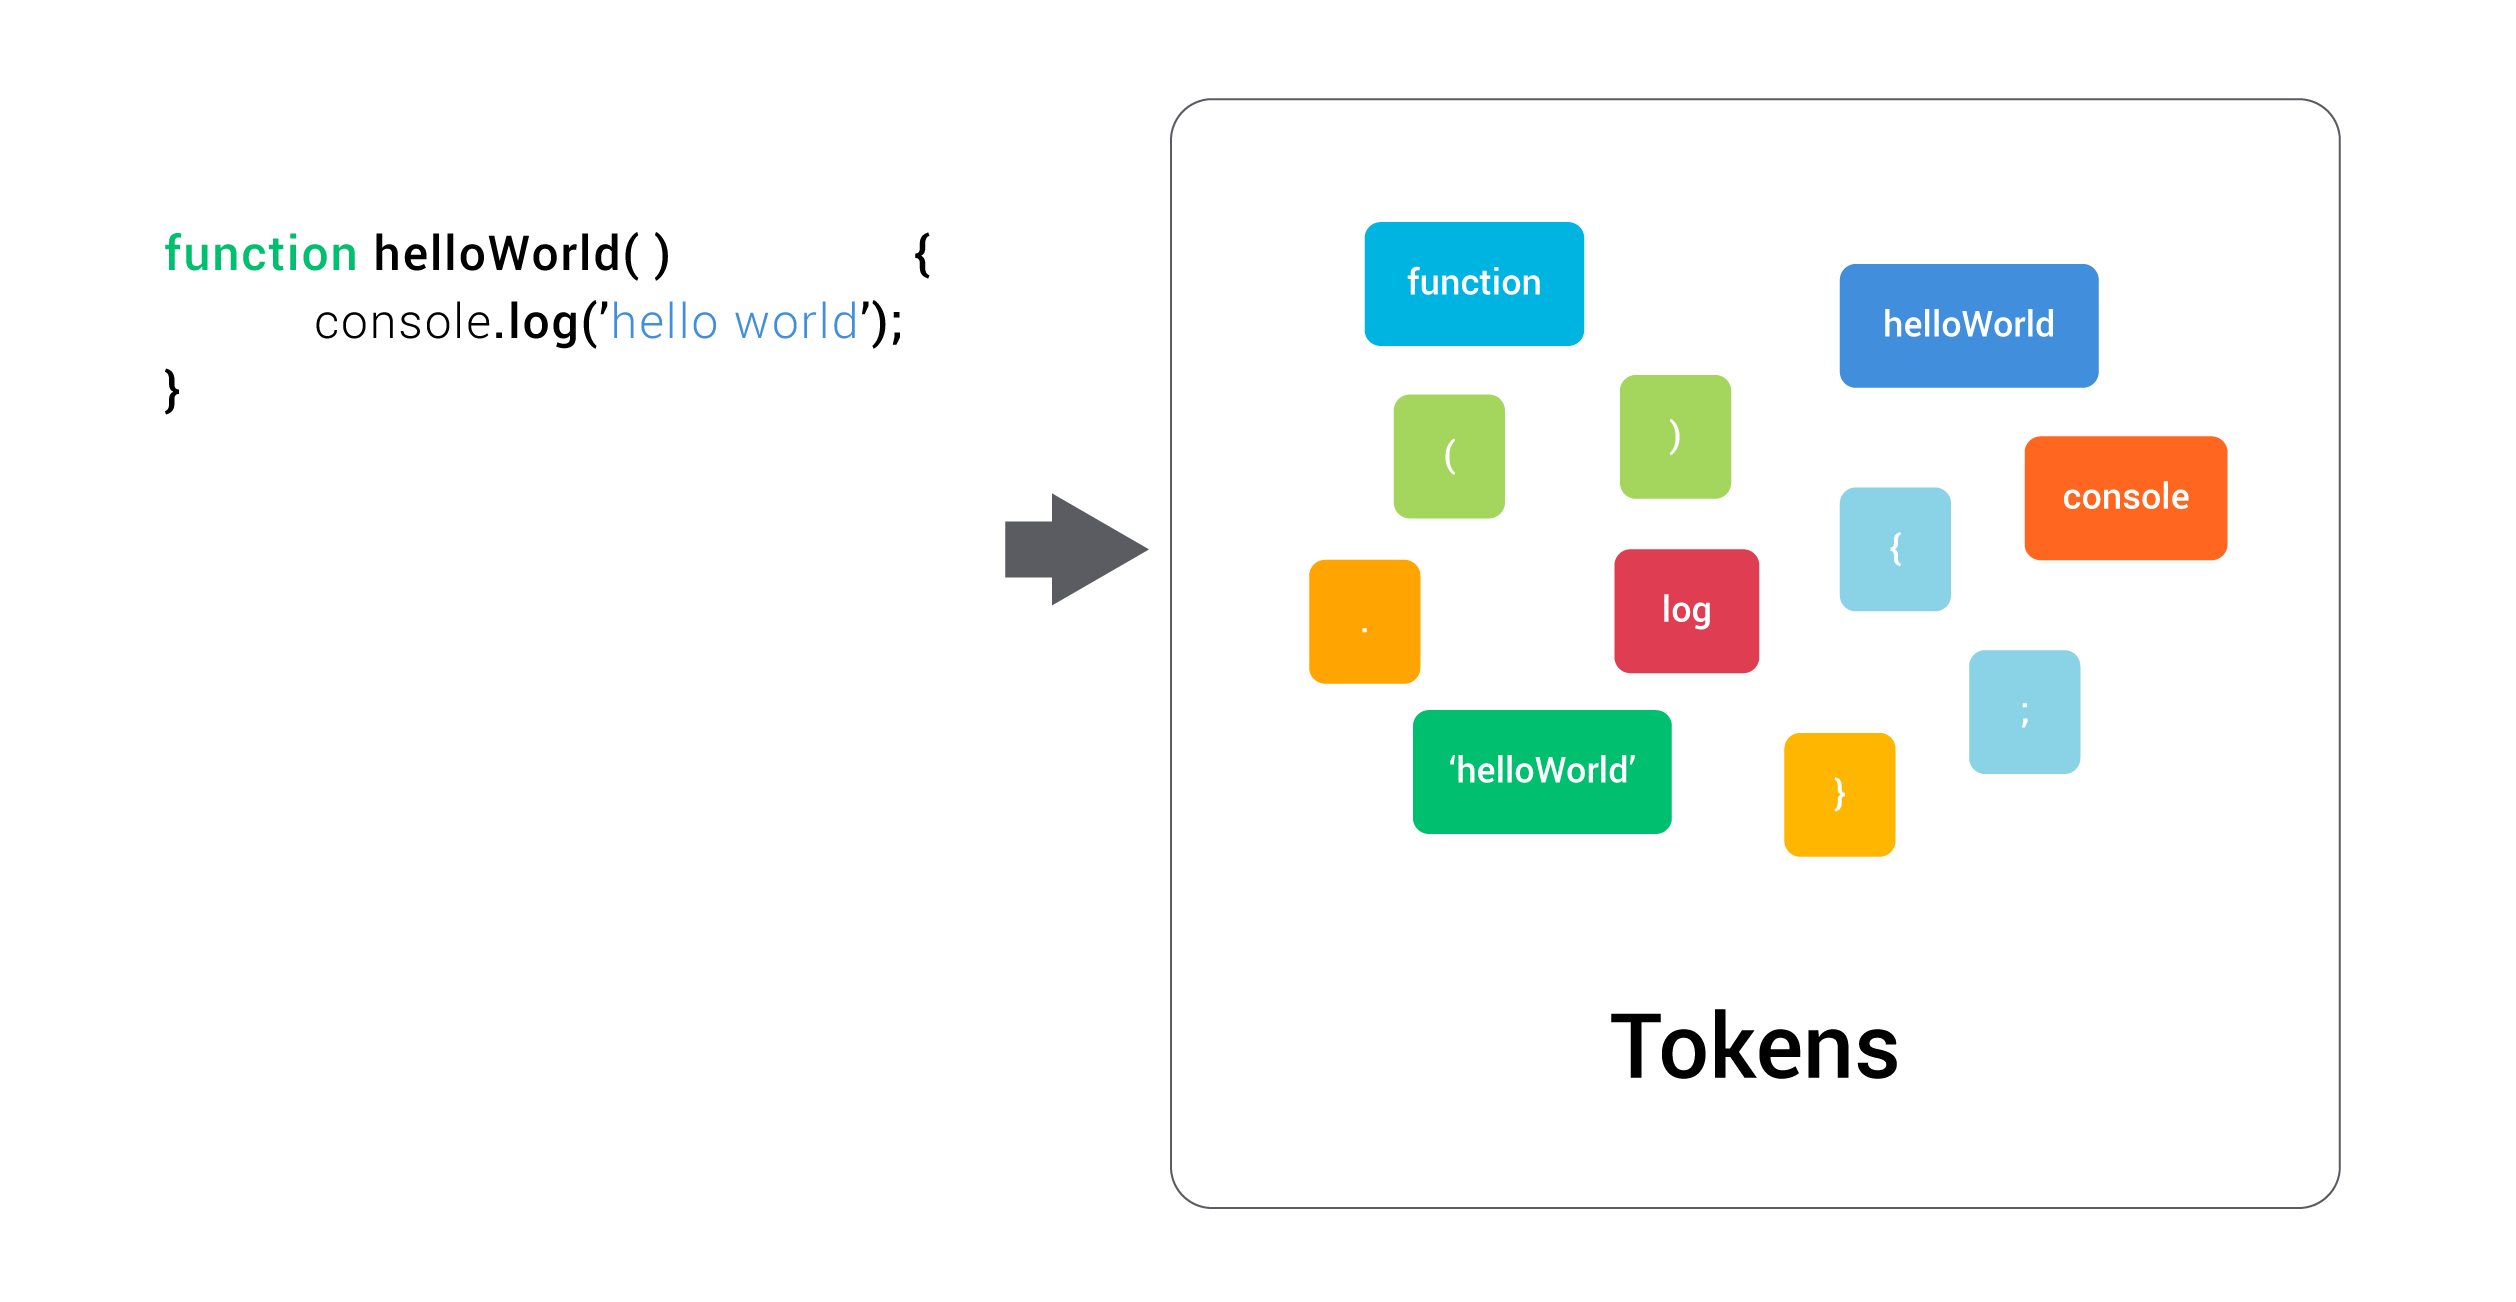 function helloWorld() {
console.log(’hello world’);
}
function
helloWorld
(
)
console
{
.
log
;
‘helloWorld’
}
Tokens